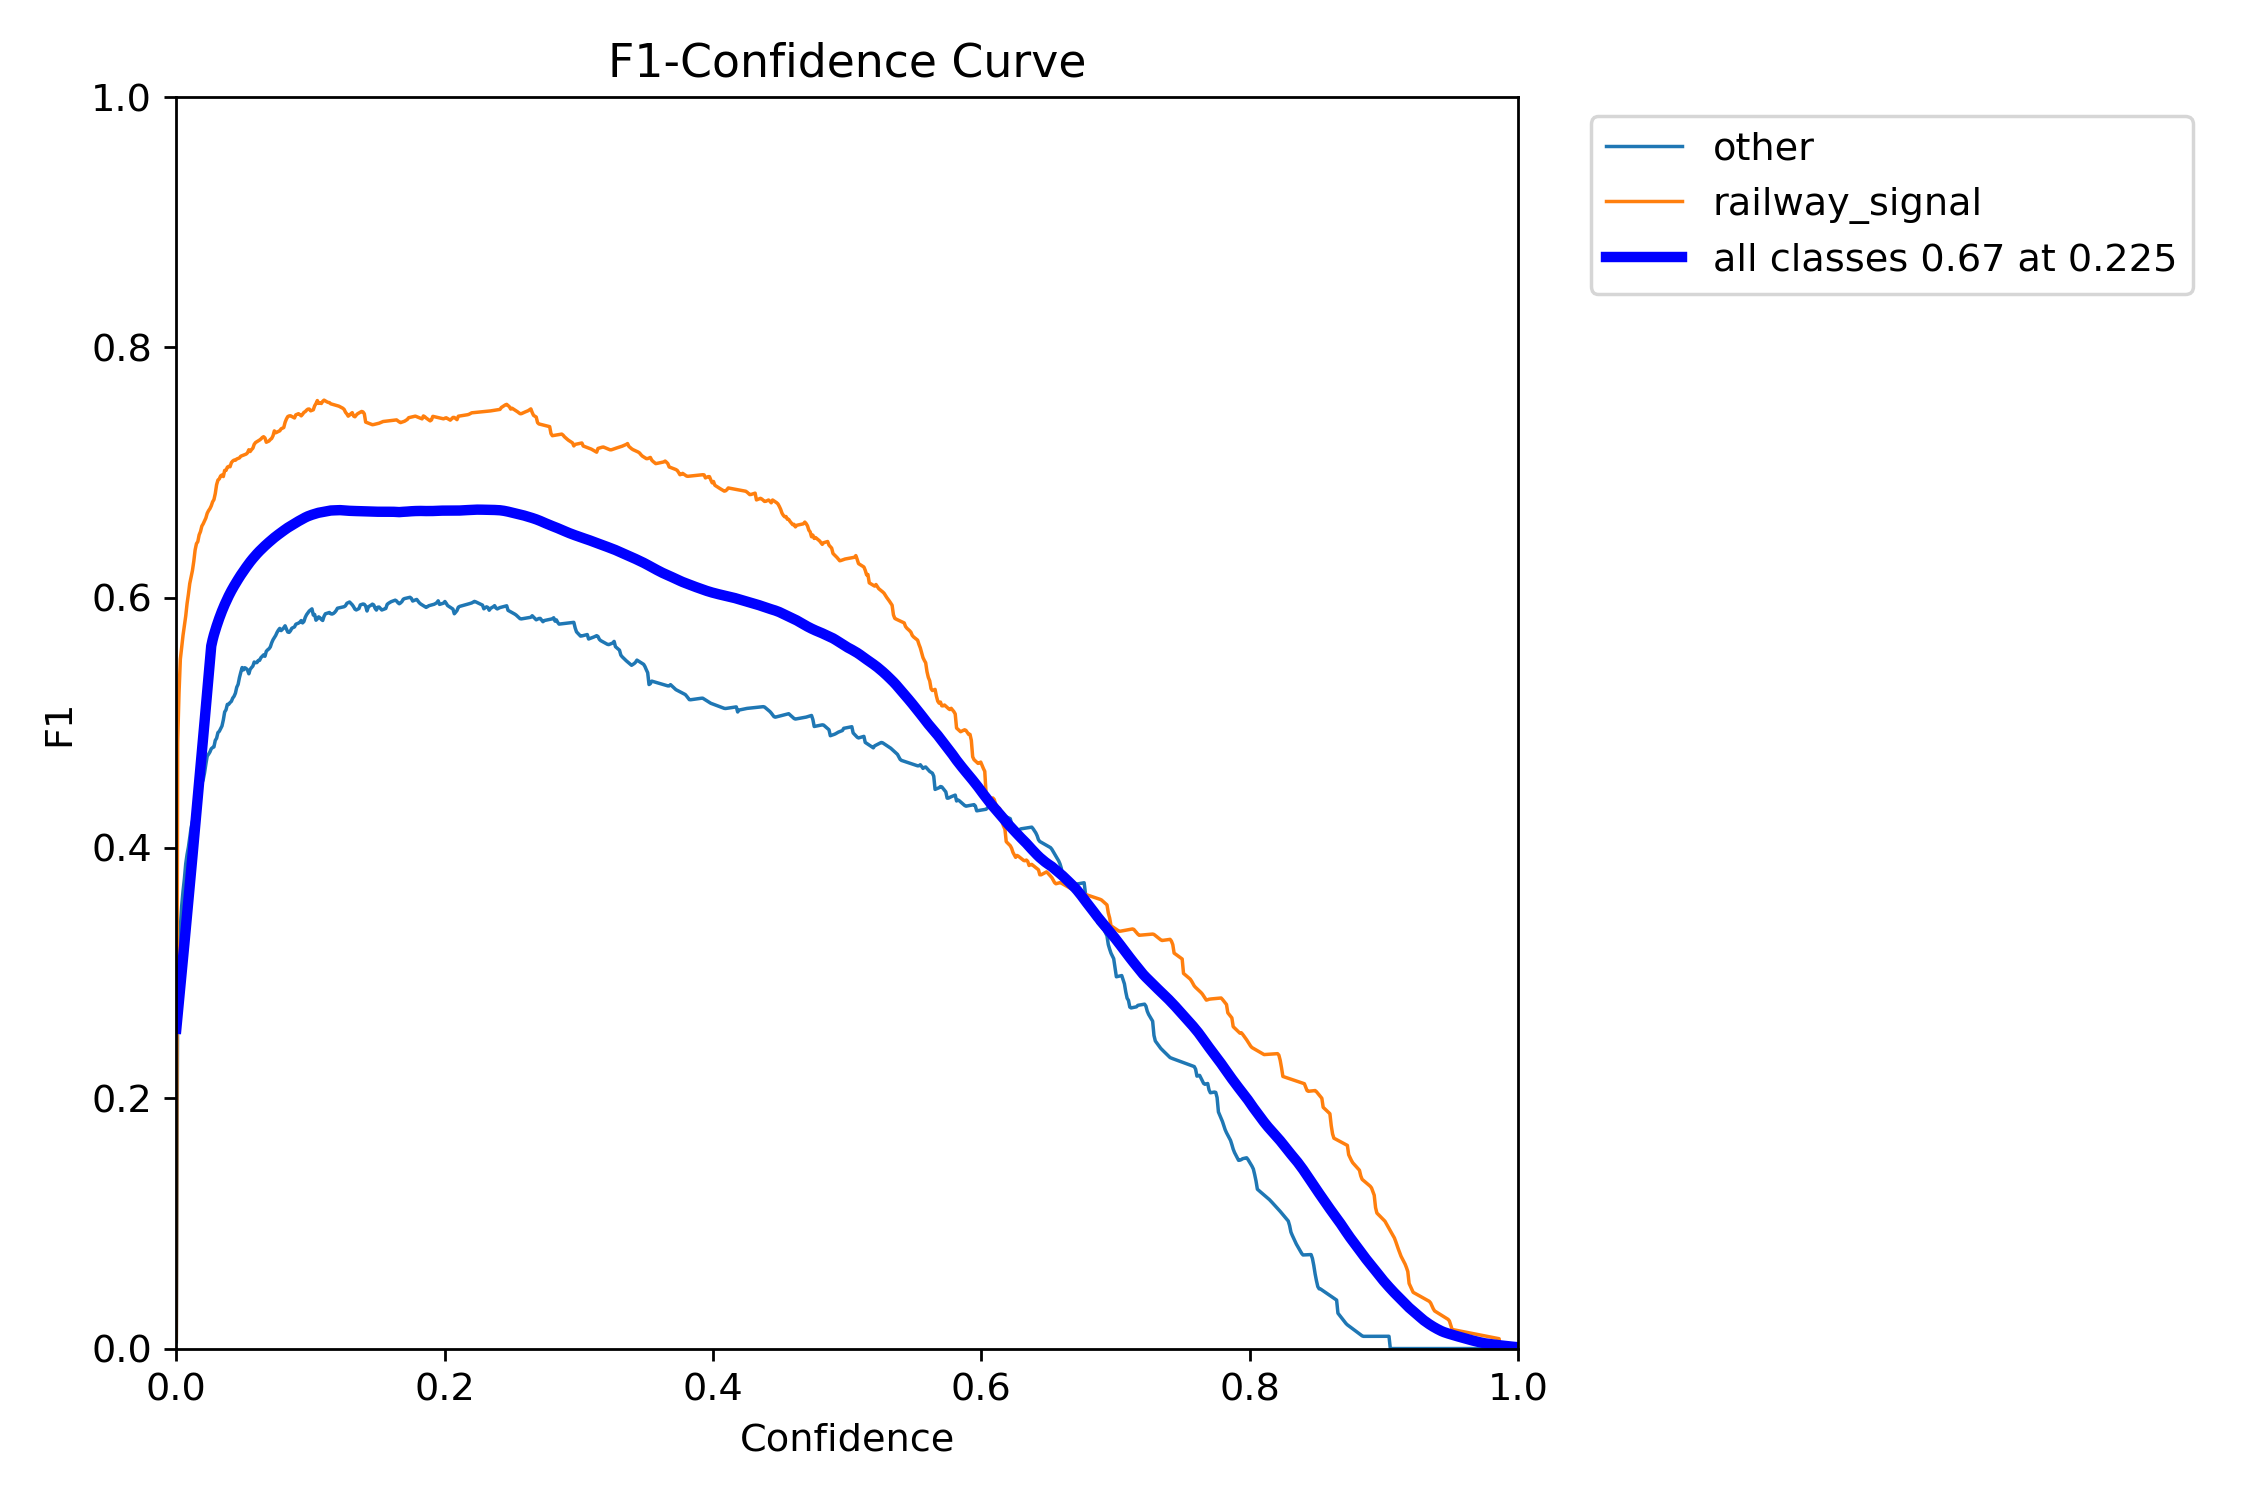 F1-Confidence Curve
1.0
0.8
0.6
0.4
0.2
0.0
F1
0.0 0.2 0.4 0.6 0.8 1.0
Confidence
other
railway_signal
all classes 0.67 at 0.225